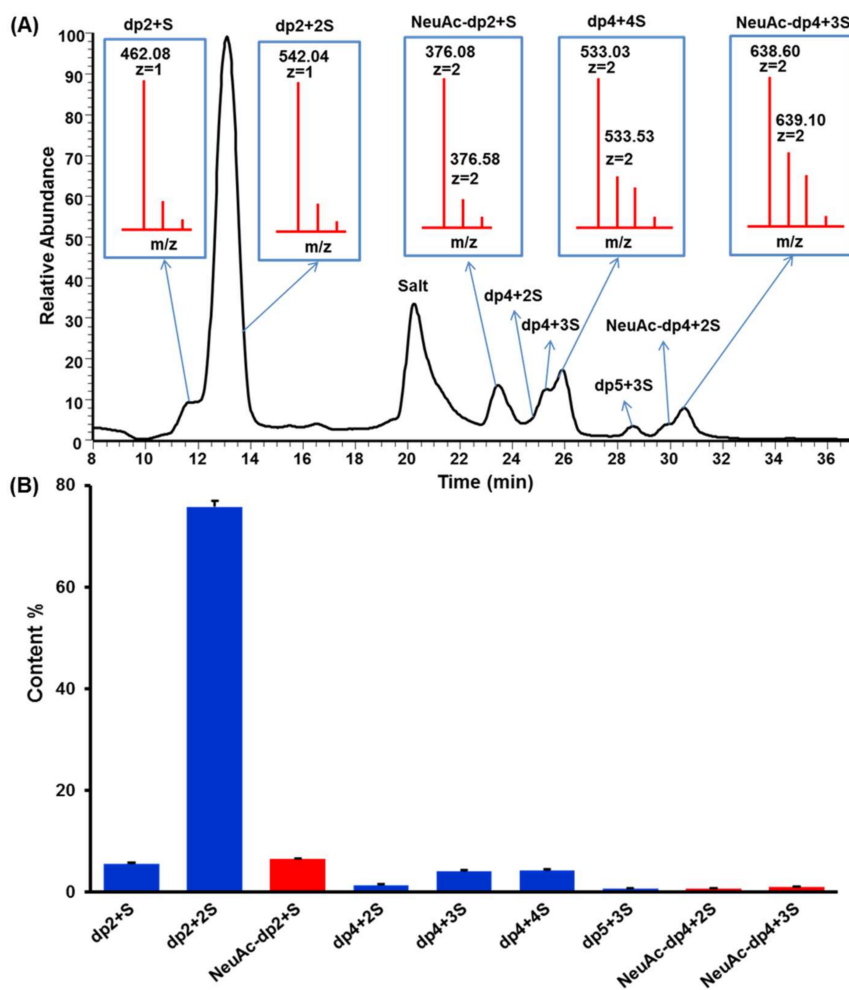 (A)
dp2+S
dp2+2S
NeuAc-dp2+S
dp4+4S
NeuAc-dp4+3S
462.08
z=1
m/z
542.04
z=1
m/z
376.08
z=2
376.58
z=2
m/z
533.03
z=2
533.53
z=2
m/z
638.60
z=2
639.10
z=2
m/z
Relative Abundance
100
90
80
70
60
50
40
30
20
10
0
Salt
dp4+2S
dp4+3S
dp5+3S
NeuAc-dp4+2S
8 10 12 14 16 18 20 22 24 26 28 30 32 34 36
Time (min)
(B)
Content %
80
60
40
20
0
dp2+S
dp2+2S
NeuAc-dp2+S
dp4+2S
dp4+3S
dp4+4S
dp5+3S
NeuAc-dp4+2S
NeuAc-dp4+3S